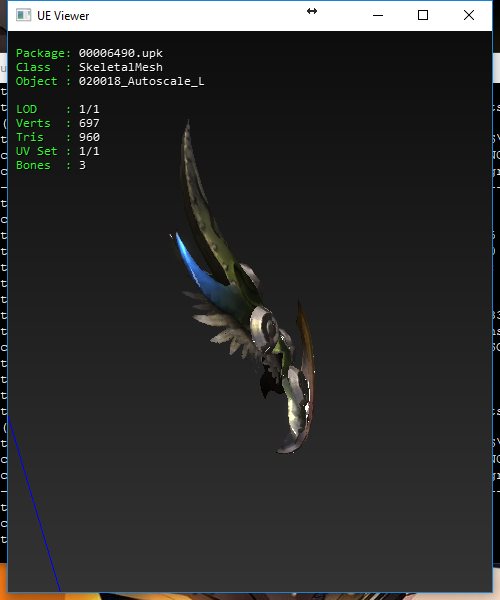 UE Viewer
Package: 00006490.upk
Class : SkeletalMesh
Object : 020018_Autoscale_L
LOD : 1/1
Verts : 697
Tris : 960
UV Set : 1/1
Bones : 3